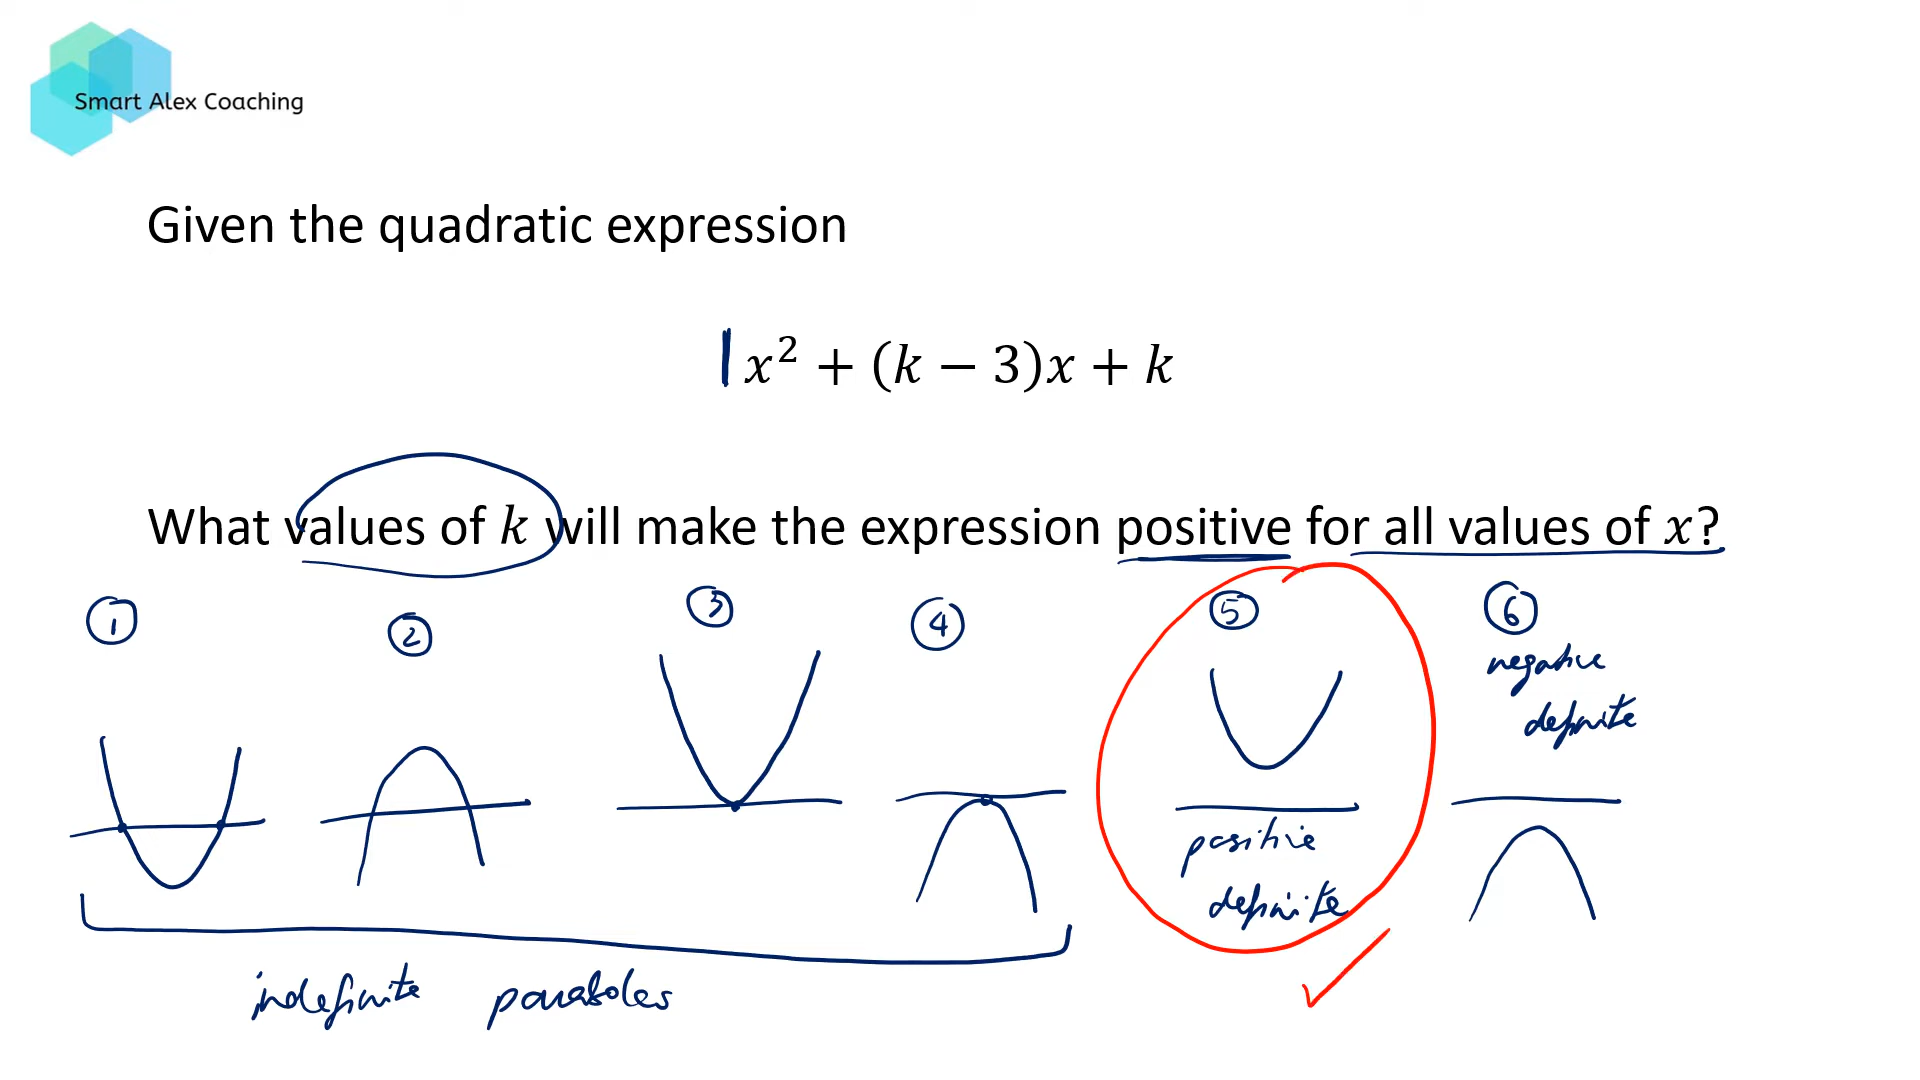 Smart Alex Coaching
Given the quadratic expression
1x² + (k − 3)x + k
What values of k will make the expression positive for all values of x?
① ② ③ ④ ⑤ ⑥
negative
definite
positive
definite
indefinite parabolas